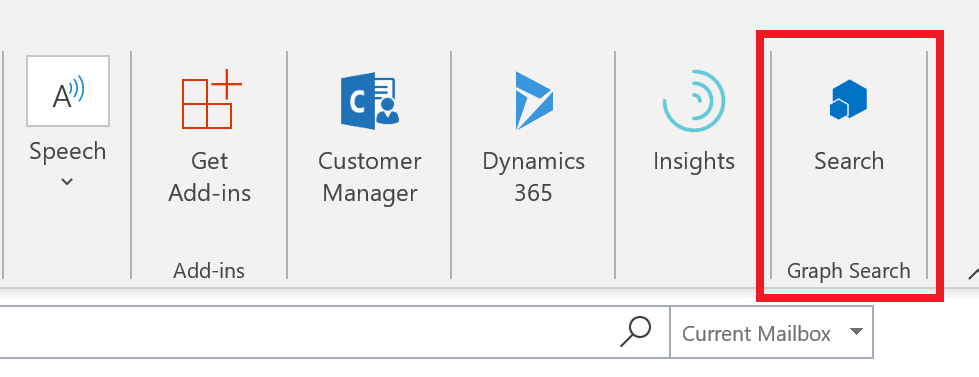 A
Speech
Get
Add-ins
Add-ins
C
Customer
Manager
Dynamics
365
Insights
Search
Graph Search
Current Mailbox